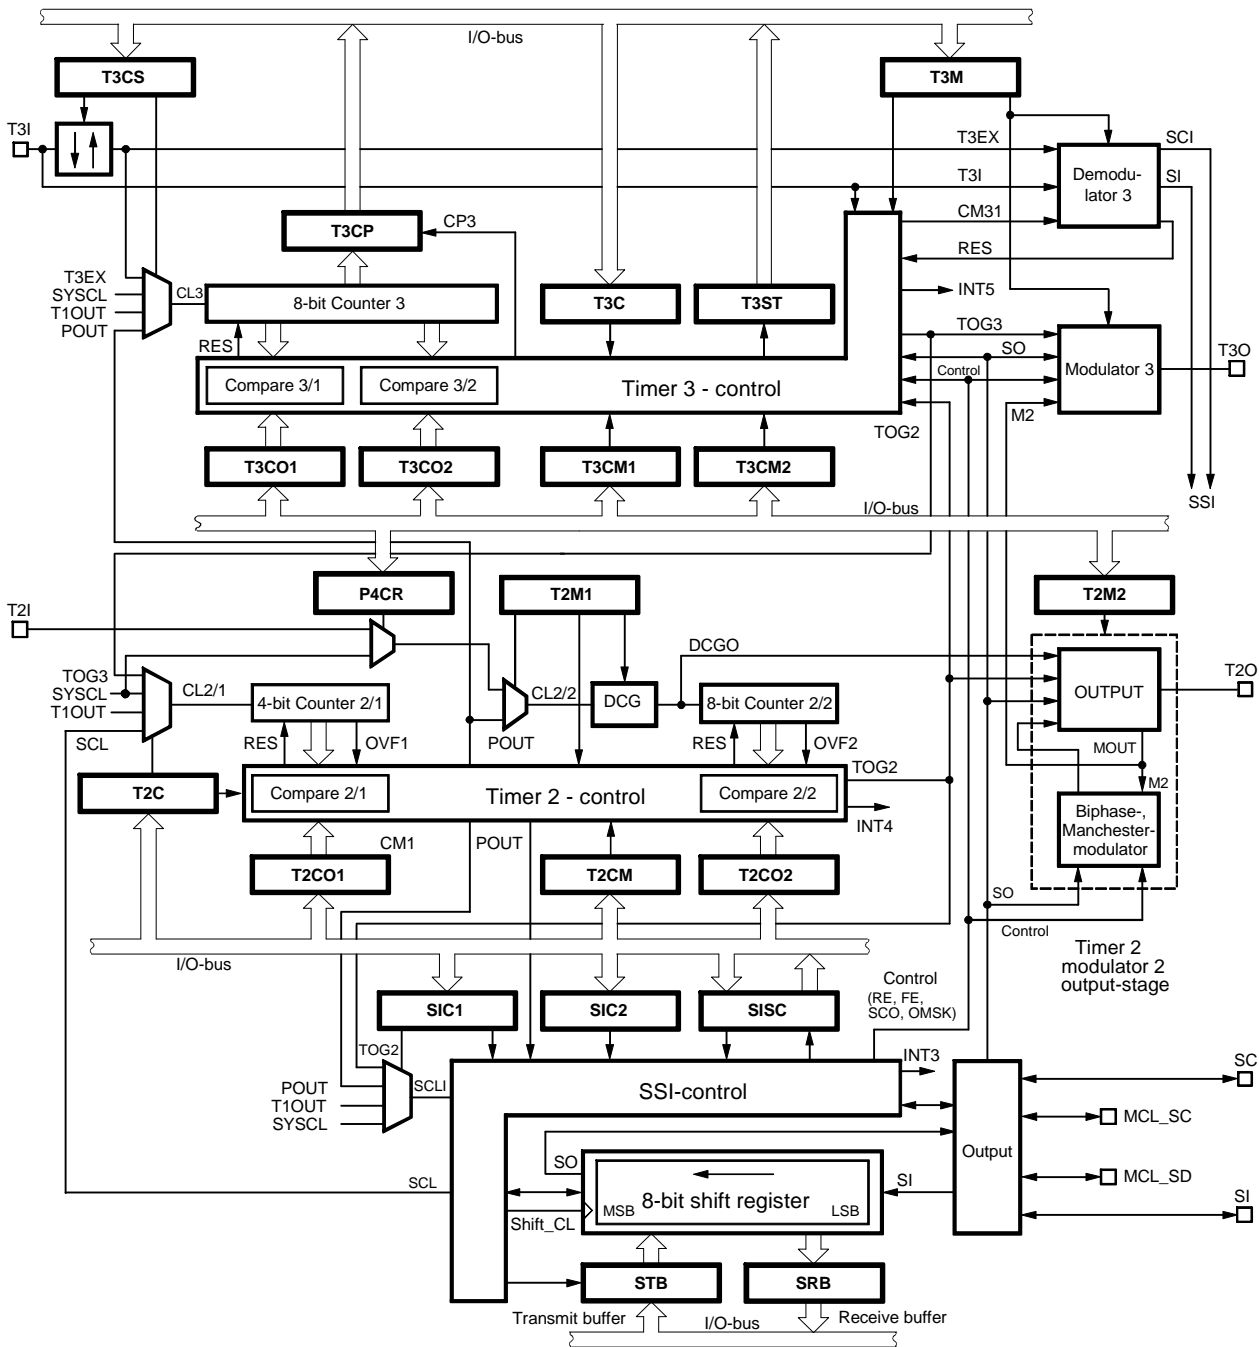 I/O-bus
T3CS
T3M
T3I
T3EX
SCI
T3I
SI
Demodu-
lator 3
T3CP
CP3
CM31
RES
T3EX
SYSCL
T1OUT
POUT
CL3
8-bit Counter 3
T3C
T3ST
INT5
RES
TOG3
SO
Control
M2
Modulator 3
T3O
Compare 3/1
Compare 3/2
Timer 3 - control
TOG2
T3CO1
T3CO2
T3CM1
T3CM2
SSI
I/O-bus
P4CR
T2M1
T2M2
T2I
DCGO
TOG3
SYSCL
T1OUT
SCL
CL2/1
4-bit Counter 2/1
CL2/2
DCG
8-bit Counter 2/2
OUTPUT
T2O
POUT
RES
OVF1
RES
OVF2
MOUT
TOG2
M2
T2C
Compare 2/1
Timer 2 - control
Compare 2/2
INT4
Biphase-,
Manchester-
modulator
CM1
POUT
T2CO1
T2CM
T2CO2
SO
Control
I/O-bus
Timer 2
modulator 2
output-stage
SIC1
SIC2
SISC
Control
(RE, FE,
SCO, OMSK)
TOG2
POUT
T1OUT
SYSCL
SCLI
SSI-control
INT3
SC
MCL_SC
Output
SO
SI
MCL_SD
SCL
8-bit shift register
MSB
LSB
Shift_CL
SI
STB
SRB
Transmit buffer
I/O-bus
Receive buffer